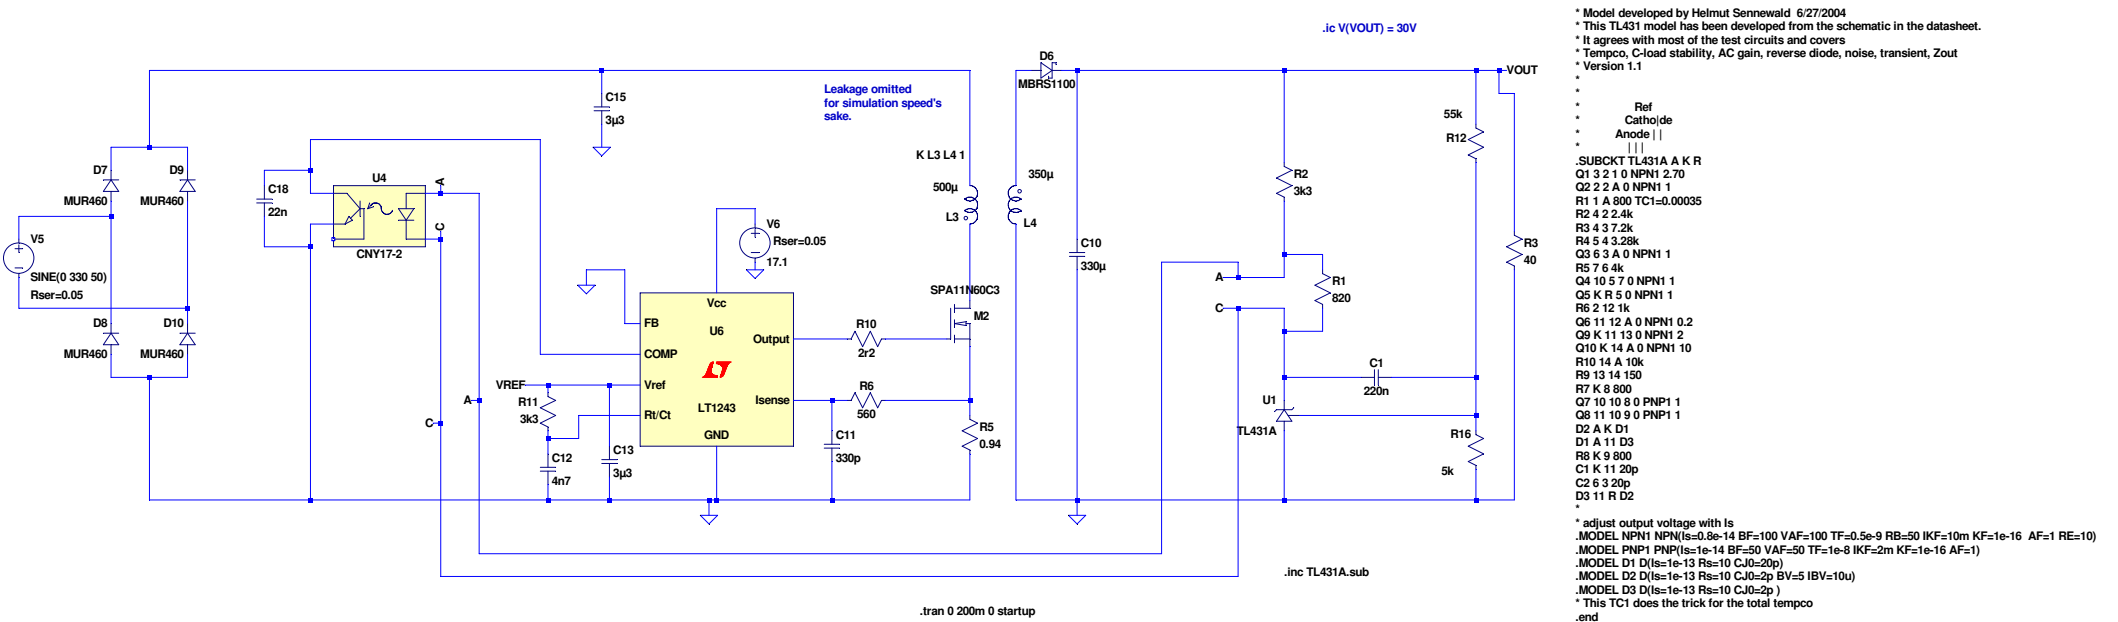 .ic V(VOUT) = 30V
D6
MBRS1100
VOUT
C15
3µ3
Leakage omitted
for simulation speed's
sake.
55k
R12
K L3 L4 1
D7
MUR460
D9
MUR460
C18
22n
U4
A
C
CNY17-2
500µ
L3
350µ
L4
R2
3k3
V5
SINE(0 330 50)
Rser=0.05
V6
Rser=0.05
17.1
C10
330µ
R3
40
A
C
R1
820
SPA11N60C3
M2
D8
MUR460
D10
MUR460
Vcc
U6
FB
COMP
Vref
Rt/Ct
Output
Isense
LT1243
GND
R10
2r2
R6
560
VREF
R11
3k3
A
C
C12
4n7
C13
3µ3
C11
330p
R5
0.94
C1
220n
U1
TL431A
R16
5k
.inc TL431A.sub
.tran 0 200m 0 startup
* Model developed by Helmut Sennewald 6/27/2004
* This TL431 model has been developed from the schematic in the datasheet.
* It agrees with most of the test circuits and covers
* Tempco, C-load stability, AC gain, reverse diode, noise, transient, Zout
* Version 1.1
*
*
* Ref
* Catho|de
* Anode | |
* | | |
.SUBCKT TL431A A K R
Q1 3 2 1 0 NPN1 2.70
Q2 2 2 A 0 NPN1 1
R1 1 A 800 TC1=0.00035
R2 4 2 2.4k
R3 4 3 7.2k
R4 5 4 3.28k
Q3 6 3 A 0 NPN1 1
R5 7 6 4k
Q4 10 5 7 0 NPN1 1
Q5 K R 5 0 NPN1 1
R6 2 12 1k
Q6 11 12 A 0 NPN1 0.2
Q9 K 11 13 0 NPN1 2
Q10 K 14 A 0 NPN1 10
R10 14 A 10k
R9 13 14 150
R7 K 8 800
Q7 10 10 8 0 PNP1 1
Q8 11 10 9 0 PNP1 1
D2 A K D1
D1 A 11 D3
R8 K 9 800
C1 K 11 20p
C2 6 3 20p
D3 11 R D2
*
* adjust output voltage with Is
.MODEL NPN1 NPN(Is=0.8e-14 BF=100 VAF=100 TF=0.5e-9 RB=50 IKF=10m KF=1e-16 AF=1 RE=10)
.MODEL PNP1 PNP(Is=1e-14 BF=50 VAF=50 TF=1e-8 IKF=2m KF=1e-16 AF=1)
.MODEL D1 D(Is=1e-13 Rs=10 CJ0=20p)
.MODEL D2 D(Is=1e-13 Rs=10 CJ0=2p BV=5 IBV=10u)
.MODEL D3 D(Is=1e-13 Rs=10 CJ0=2p )
* This TC1 does the trick for the total tempco
.end